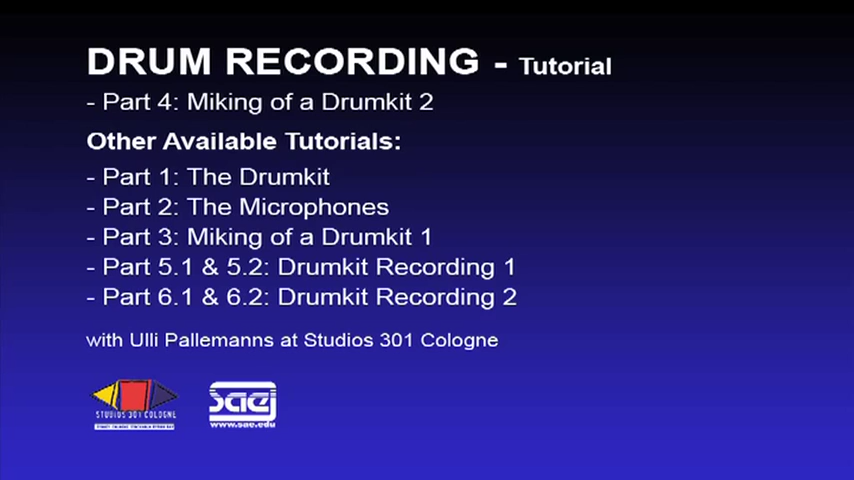 DRUM RECORDING - Tutorial
- Part 4: Miking of a Drumkit 2
Other Available Tutorials:
- Part 1: The Drumkit
- Part 2: The Microphones
- Part 3: Miking of a Drumkit 1
- Part 5.1 & 5.2: Drumkit Recording 1
- Part 6.1 & 6.2: Drumkit Recording 2
with Ulli Pallemanns at Studios 301 Cologne
STUDIOS 301 COLOGNE
sae
www.sae.edu